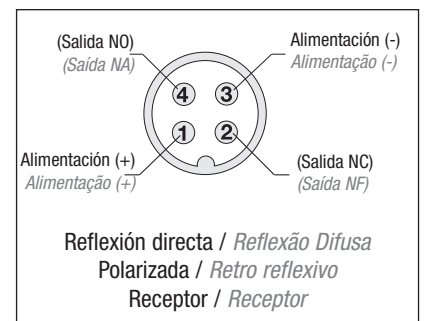 (Salida NO)
(Saída NA)
Alimentación (-)
Alimentação (-)
4
3
1
2
Alimentación (+)
Alimentação (+)
(Salida NC)
(Saída NF)
Reflexión directa / Reflexão Difusa
Polarizada / Retro reflexivo
Receptor / Receptor